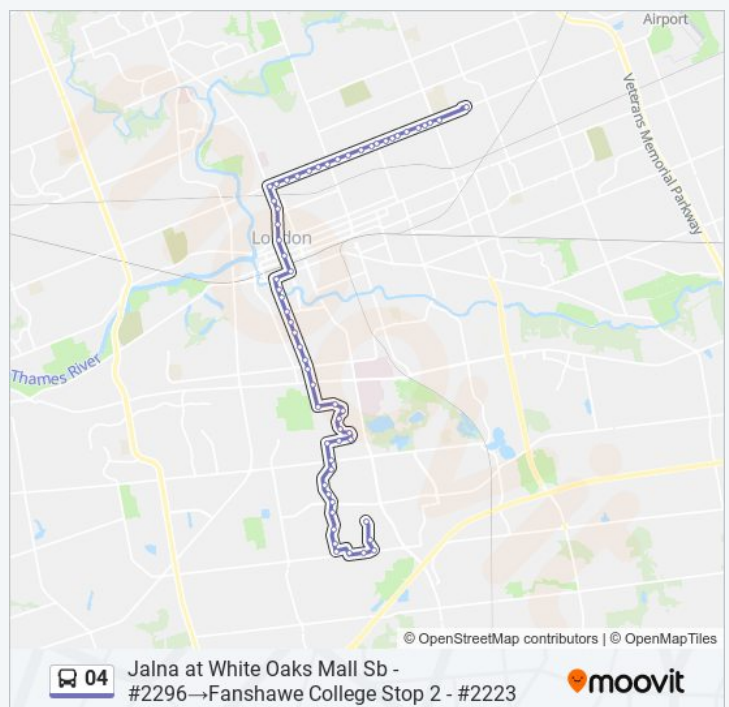 Airport
Veterans Memorial Parkway
London
Thames River
© OpenStreetMap contributors | © OpenMapTiles
04
Jalna at White Oaks Mall Sb -
#2296→Fanshawe College Stop 2 - #2223
moovit